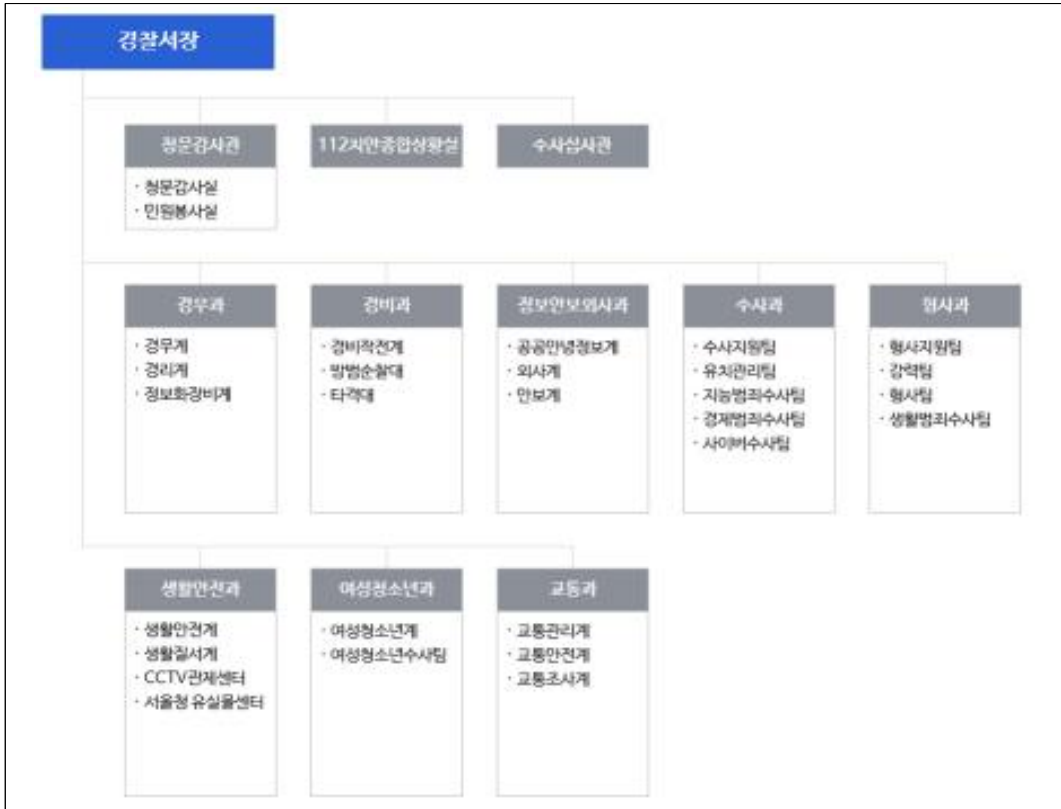 경찰서장
청문감사관
112치안종합상황실
수사심사관
· 청문감사실
· 민원봉사실
경무과
경비과
정보안보외사과
수사과
형사과
· 경무계
· 경리계
· 정보화장비계
· 경비작전계
· 방범순찰대
· 타격대
· 공공안녕정보계
· 외사계
· 안보계
· 수사지원팀
· 유치관리팀
· 지능범죄수사팀
· 경제범죄수사팀
· 사이버수사팀
· 형사지원팀
· 강력팀
· 형사팀
· 생활범죄수사팀
생활안전과
여성청소년과
교통과
· 생활안전계
· 생활질서계
· CCTV관제센터
· 서울청 유실물센터
· 여성청소년계
· 여성청소년수사팀
· 교통관리계
· 교통안전계
· 교통조사계